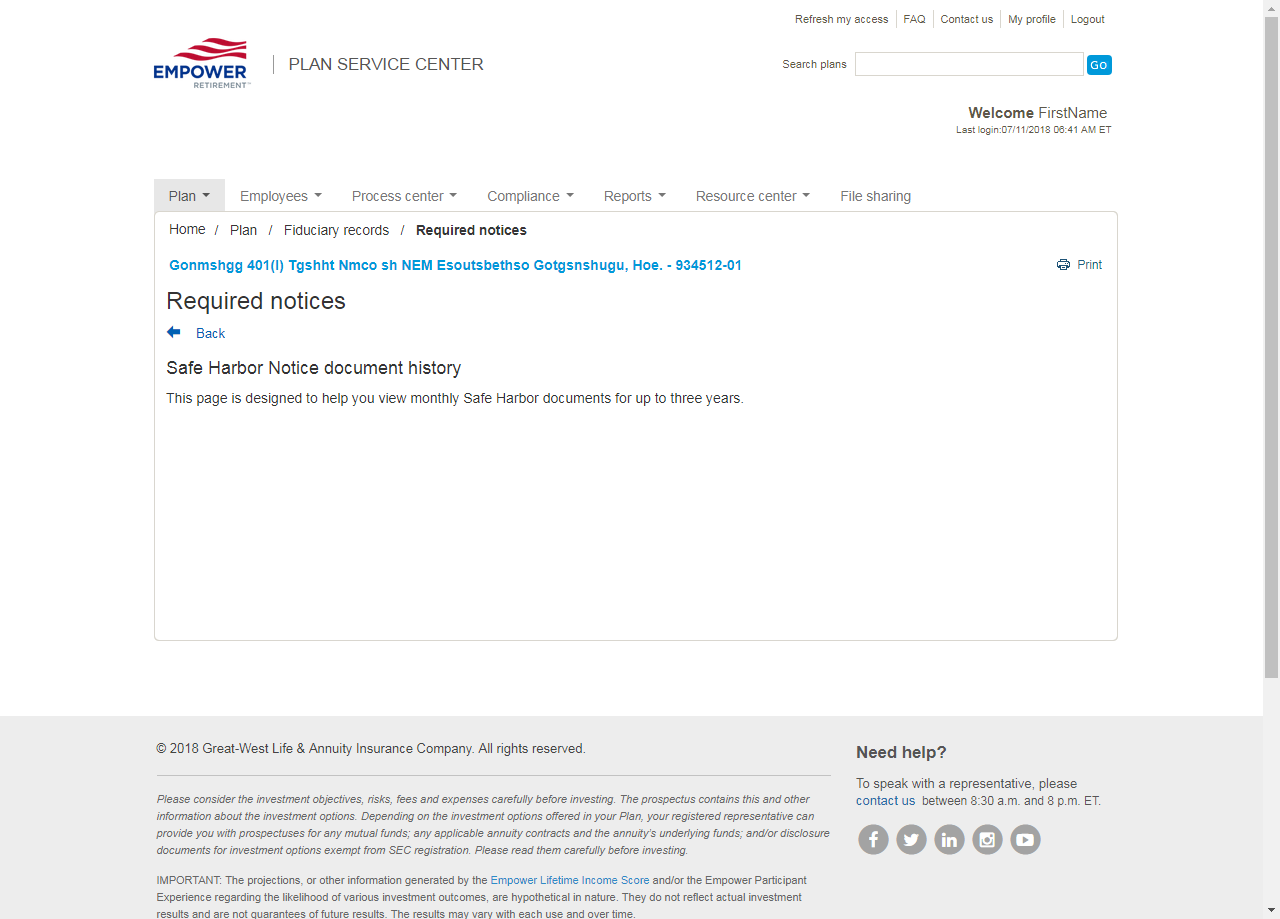 Refresh my access FAQ Contact us My profile Logout
EMPOWER
RETIREMENT™
PLAN SERVICE CENTER
Search plans Go
Welcome FirstName
Last login:07/11/2018 06:41 AM ET
Plan Employees Process center Compliance Reports Resource center File sharing
Home / Plan / Fiduciary records / Required notices
Gonmshgg 401(l) Tgshht Nmco sh NEM Esoutsbethso Gotgsnshugu, Hoe. - 934512-01
Print
Required notices
Back
Safe Harbor Notice document history
This page is designed to help you view monthly Safe Harbor documents for up to three years.
© 2018 Great-West Life & Annuity Insurance Company. All rights reserved.
Please consider the investment objectives, risks, fees and expenses carefully before investing. The prospectus contains this and other
information about the investment options. Depending on the investment options offered in your Plan, your registered representative can
provide you with prospectuses for any mutual funds; any applicable annuity contracts and the annuity's underlying funds; and/or disclosure
documents for investment options exempt from SEC registration. Please read them carefully before investing.
IMPORTANT: The projections, or other information generated by the Empower Lifetime Income Score and/or the Empower Participant
Experience regarding the likelihood of various investment outcomes, are hypothetical in nature. They do not reflect actual investment
results and are not guarantees of future results. The results may vary with each use and over time.
Need help?
To speak with a representative, please
contact us between 8:30 a.m. and 8 p.m. ET.